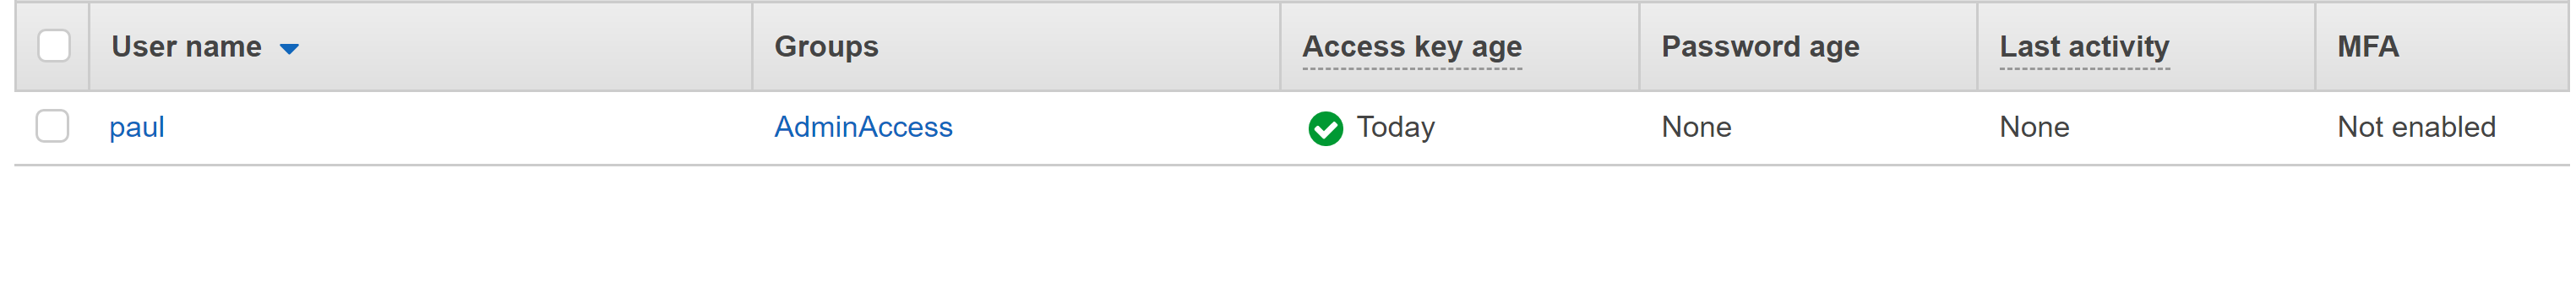 User name Groups Access key age Password age Last activity MFA
paul AdminAccess Today None None Not enabled